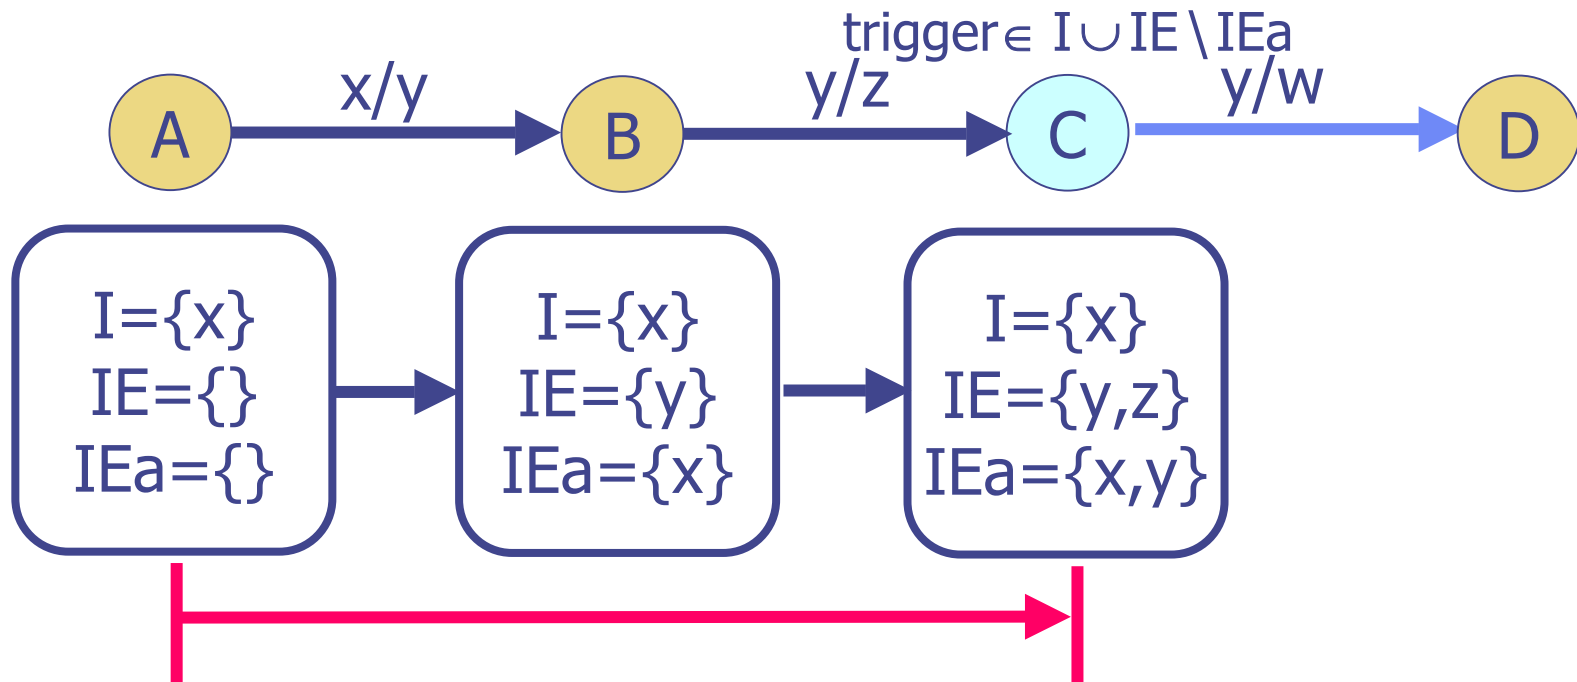 trigger∈ I∪IE\IEa
x/y
y/z
y/w
A
B
C
D
I={x}
IE={}
IEa={}
I={x}
IE={y}
IEa={x}
I={x}
IE={y,z}
IEa={x,y}